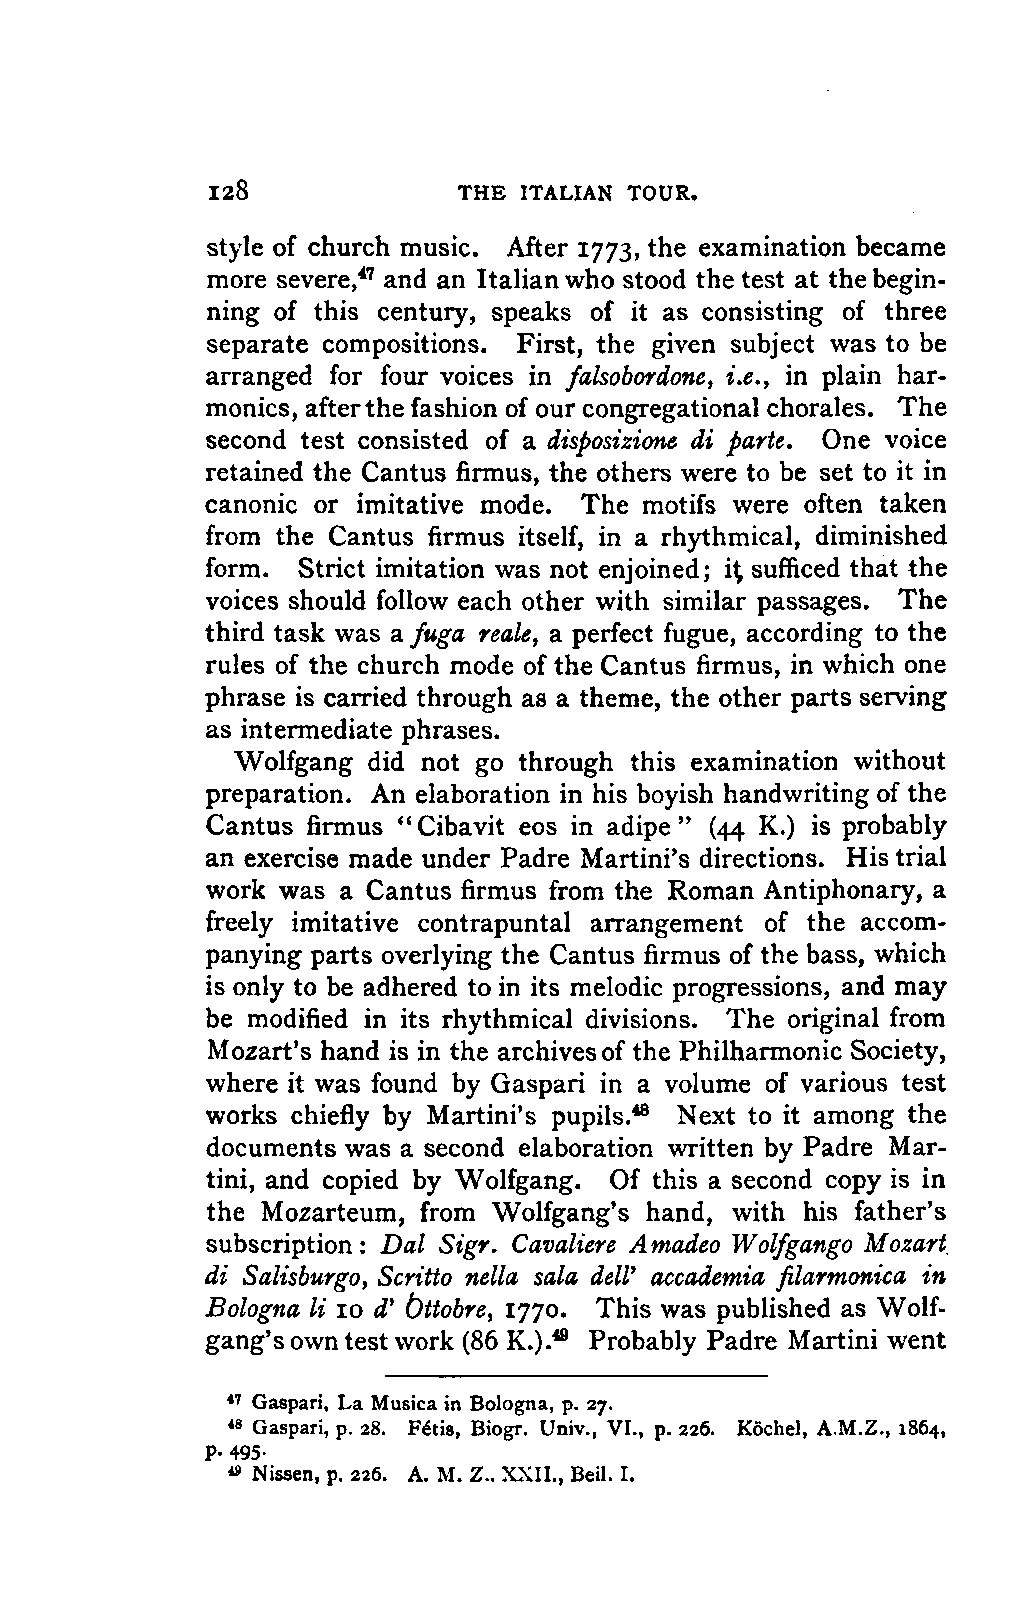 128 THE ITALIAN TOUR.
style of church music. After 1773, the examination became
more severe,⁴⁷ and an Italian who stood the test at the begin-
ning of this century, speaks of it as consisting of three
separate compositions. First, the given subject was to be
arranged for four voices in falsobordone, i.e., in plain har-
monics, after the fashion of our congregational chorales. The
second test consisted of a disposizione di parte. One voice
retained the Cantus firmus, the others were to be set to it in
canonic or imitative mode. The motifs were often taken
from the Cantus firmus itself, in a rhythmical, diminished
form. Strict imitation was not enjoined; it sufficed that the
voices should follow each other with similar passages. The
third task was a fuga reale, a perfect fugue, according to the
rules of the church mode of the Cantus firmus, in which one
phrase is carried through as a theme, the other parts serving
as intermediate phrases.
Wolfgang did not go through this examination without
preparation. An elaboration in his boyish handwriting of the
Cantus firmus "Cibavit eos in adipe" (44 K.) is probably
an exercise made under Padre Martini's directions. His trial
work was a Cantus firmus from the Roman Antiphonary, a
freely imitative contrapuntal arrangement of the accom-
panying parts overlying the Cantus firmus of the bass, which
is only to be adhered to in its melodic progressions, and may
be modified in its rhythmical divisions. The original from
Mozart's hand is in the archives of the Philharmonic Society,
where it was found by Gaspari in a volume of various test
works chiefly by Martini's pupils.⁴⁸ Next to it among the
documents was a second elaboration written by Padre Mar-
tini, and copied by Wolfgang. Of this a second copy is in
the Mozarteum, from Wolfgang's hand, with his father's
subscription: Dal Sigr. Cavaliere Amadeo Wolfgango Mozart
di Salisburgo, Scritto nella sala dell' accademia filarmonica in
Bologna li 10 d' Ottobre, 1770. This was published as Wolf-
gang's own test work (86 K.).⁴⁹ Probably Padre Martini went
⁴⁷ Gaspari, La Musica in Bologna, p. 27.
⁴⁸ Gaspari, p. 28. Fétis, Biogr. Univ., VI., p. 226. Köchel, A.M.Z., 1864,
p. 495.
⁴⁹ Nissen, p. 226. A. M. Z., XXII., Beil. I.